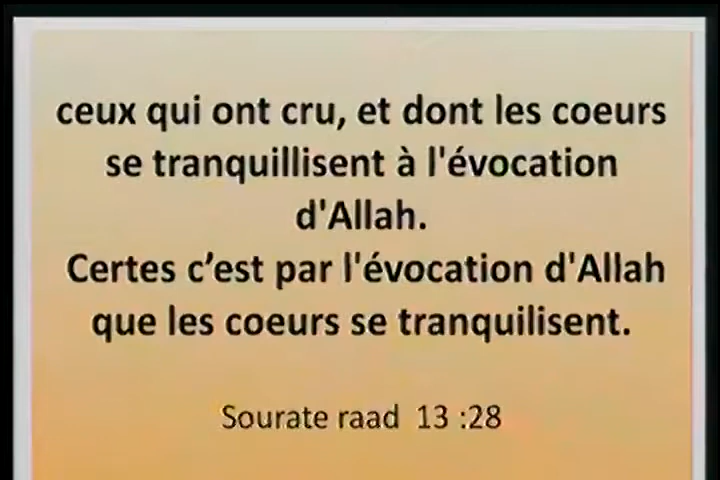 ceux qui ont cru, et dont les coeurs
se tranquillisent à l'évocation
d'Allah.
Certes c’est par l'évocation d'Allah
que les coeurs se tranquilisent.
Sourate raad  13 :28